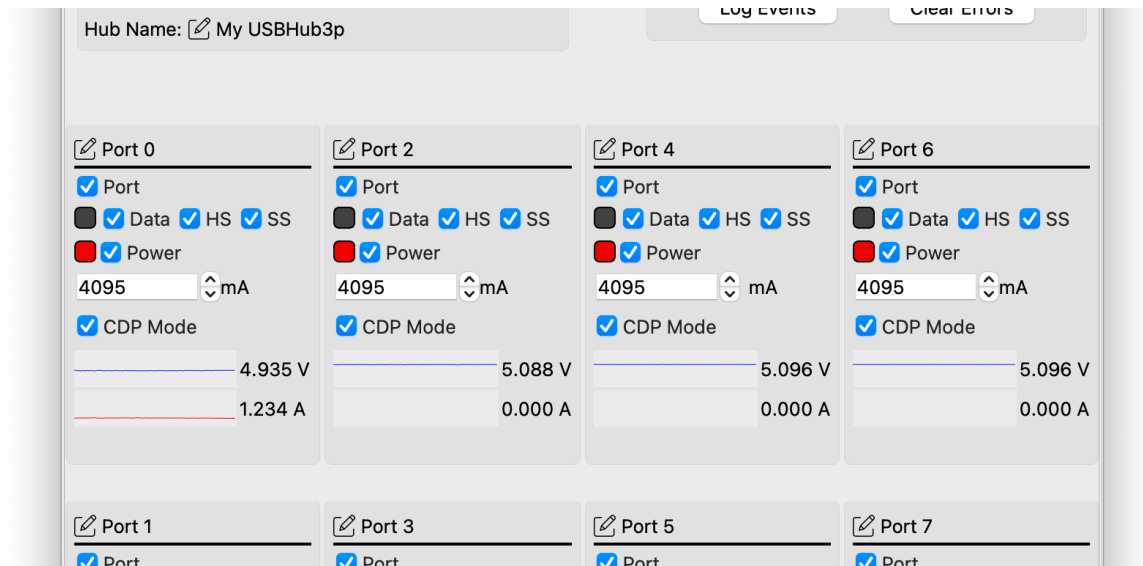 Log Events Clear Errors
Hub Name: My USBHub3p
Port 0 Port 2 Port 4 Port 6
Port Port Port Port
Data HS SS Data HS SS Data HS SS Data HS SS
Power Power Power Power
4095 mA 4095 mA 4095 mA 4095 mA
CDP Mode CDP Mode CDP Mode CDP Mode
4.935 V 5.088 V 5.096 V 5.096 V
1.234 A 0.000 A 0.000 A 0.000 A
Port 1 Port 3 Port 5 Port 7
Port Port Port Port